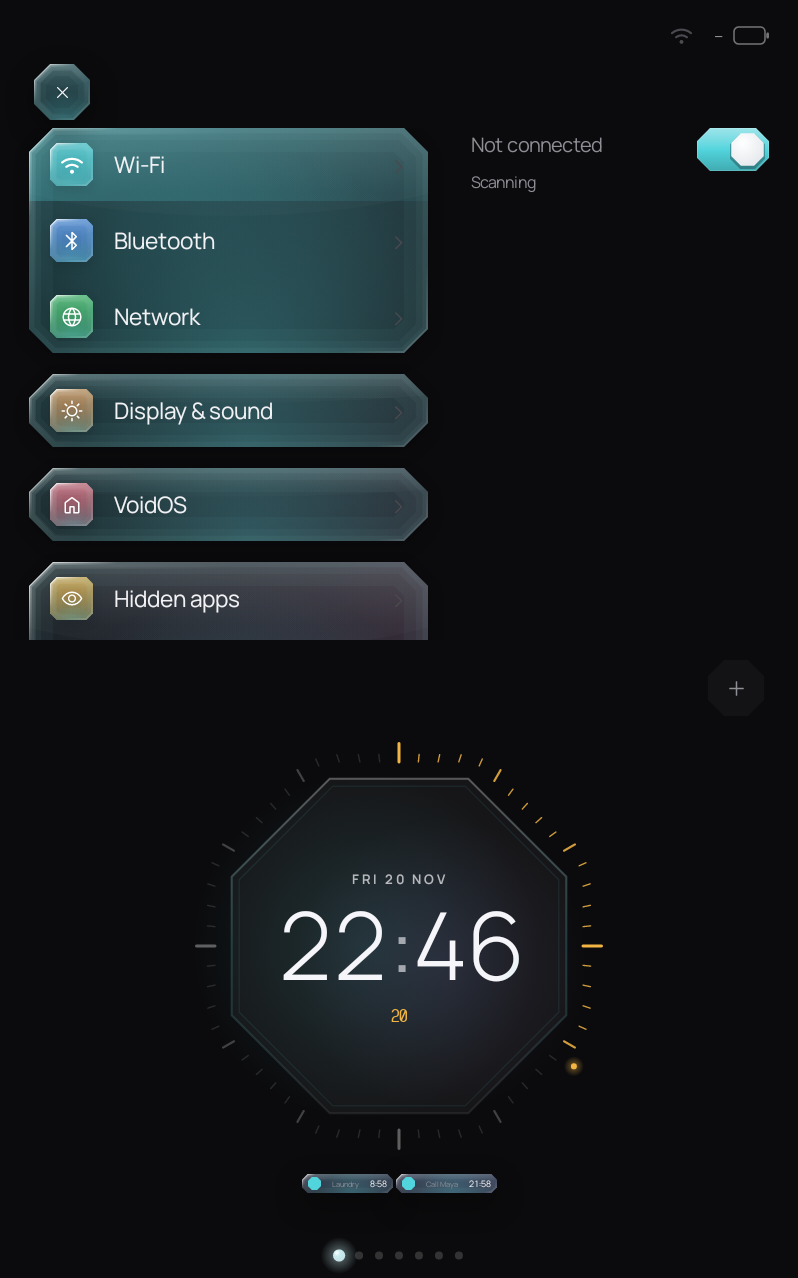 –
Wi-Fi
Not connected
Scanning
Bluetooth
Network
Display & sound
VoidOS
Hidden apps
FRI 20 NOV
22:46
20
Laundry 8:58
Call Maya 21:58